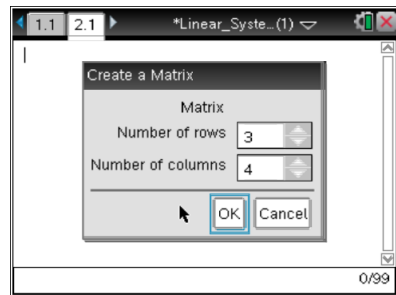 1.1 2.1 *Linear_Syste...(1)
Create a Matrix
Matrix
Number of rows 3
Number of columns 4
OK Cancel
0/99